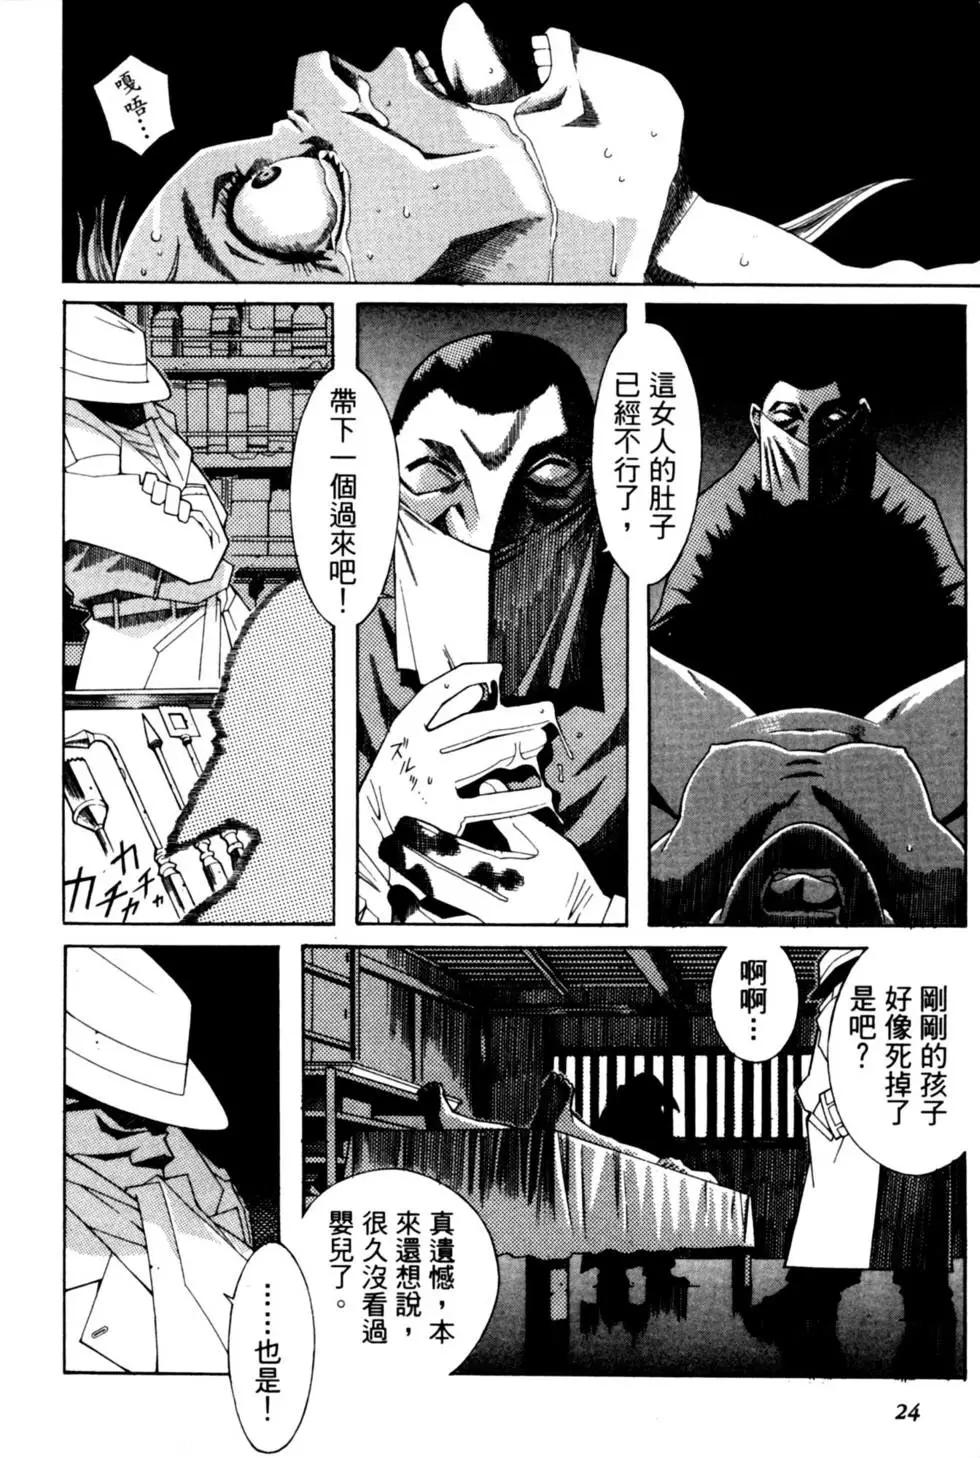 嘎唔…
這女人的肚子
已經不行了，
帶下一個過來吧！
ズルッ
カチャ
カチャ
剛剛的孩子
好像死掉了
是吧？
啊
啊…
真遺憾，本
來還想說，
很久沒看過
嬰兒了。
……也是！
24